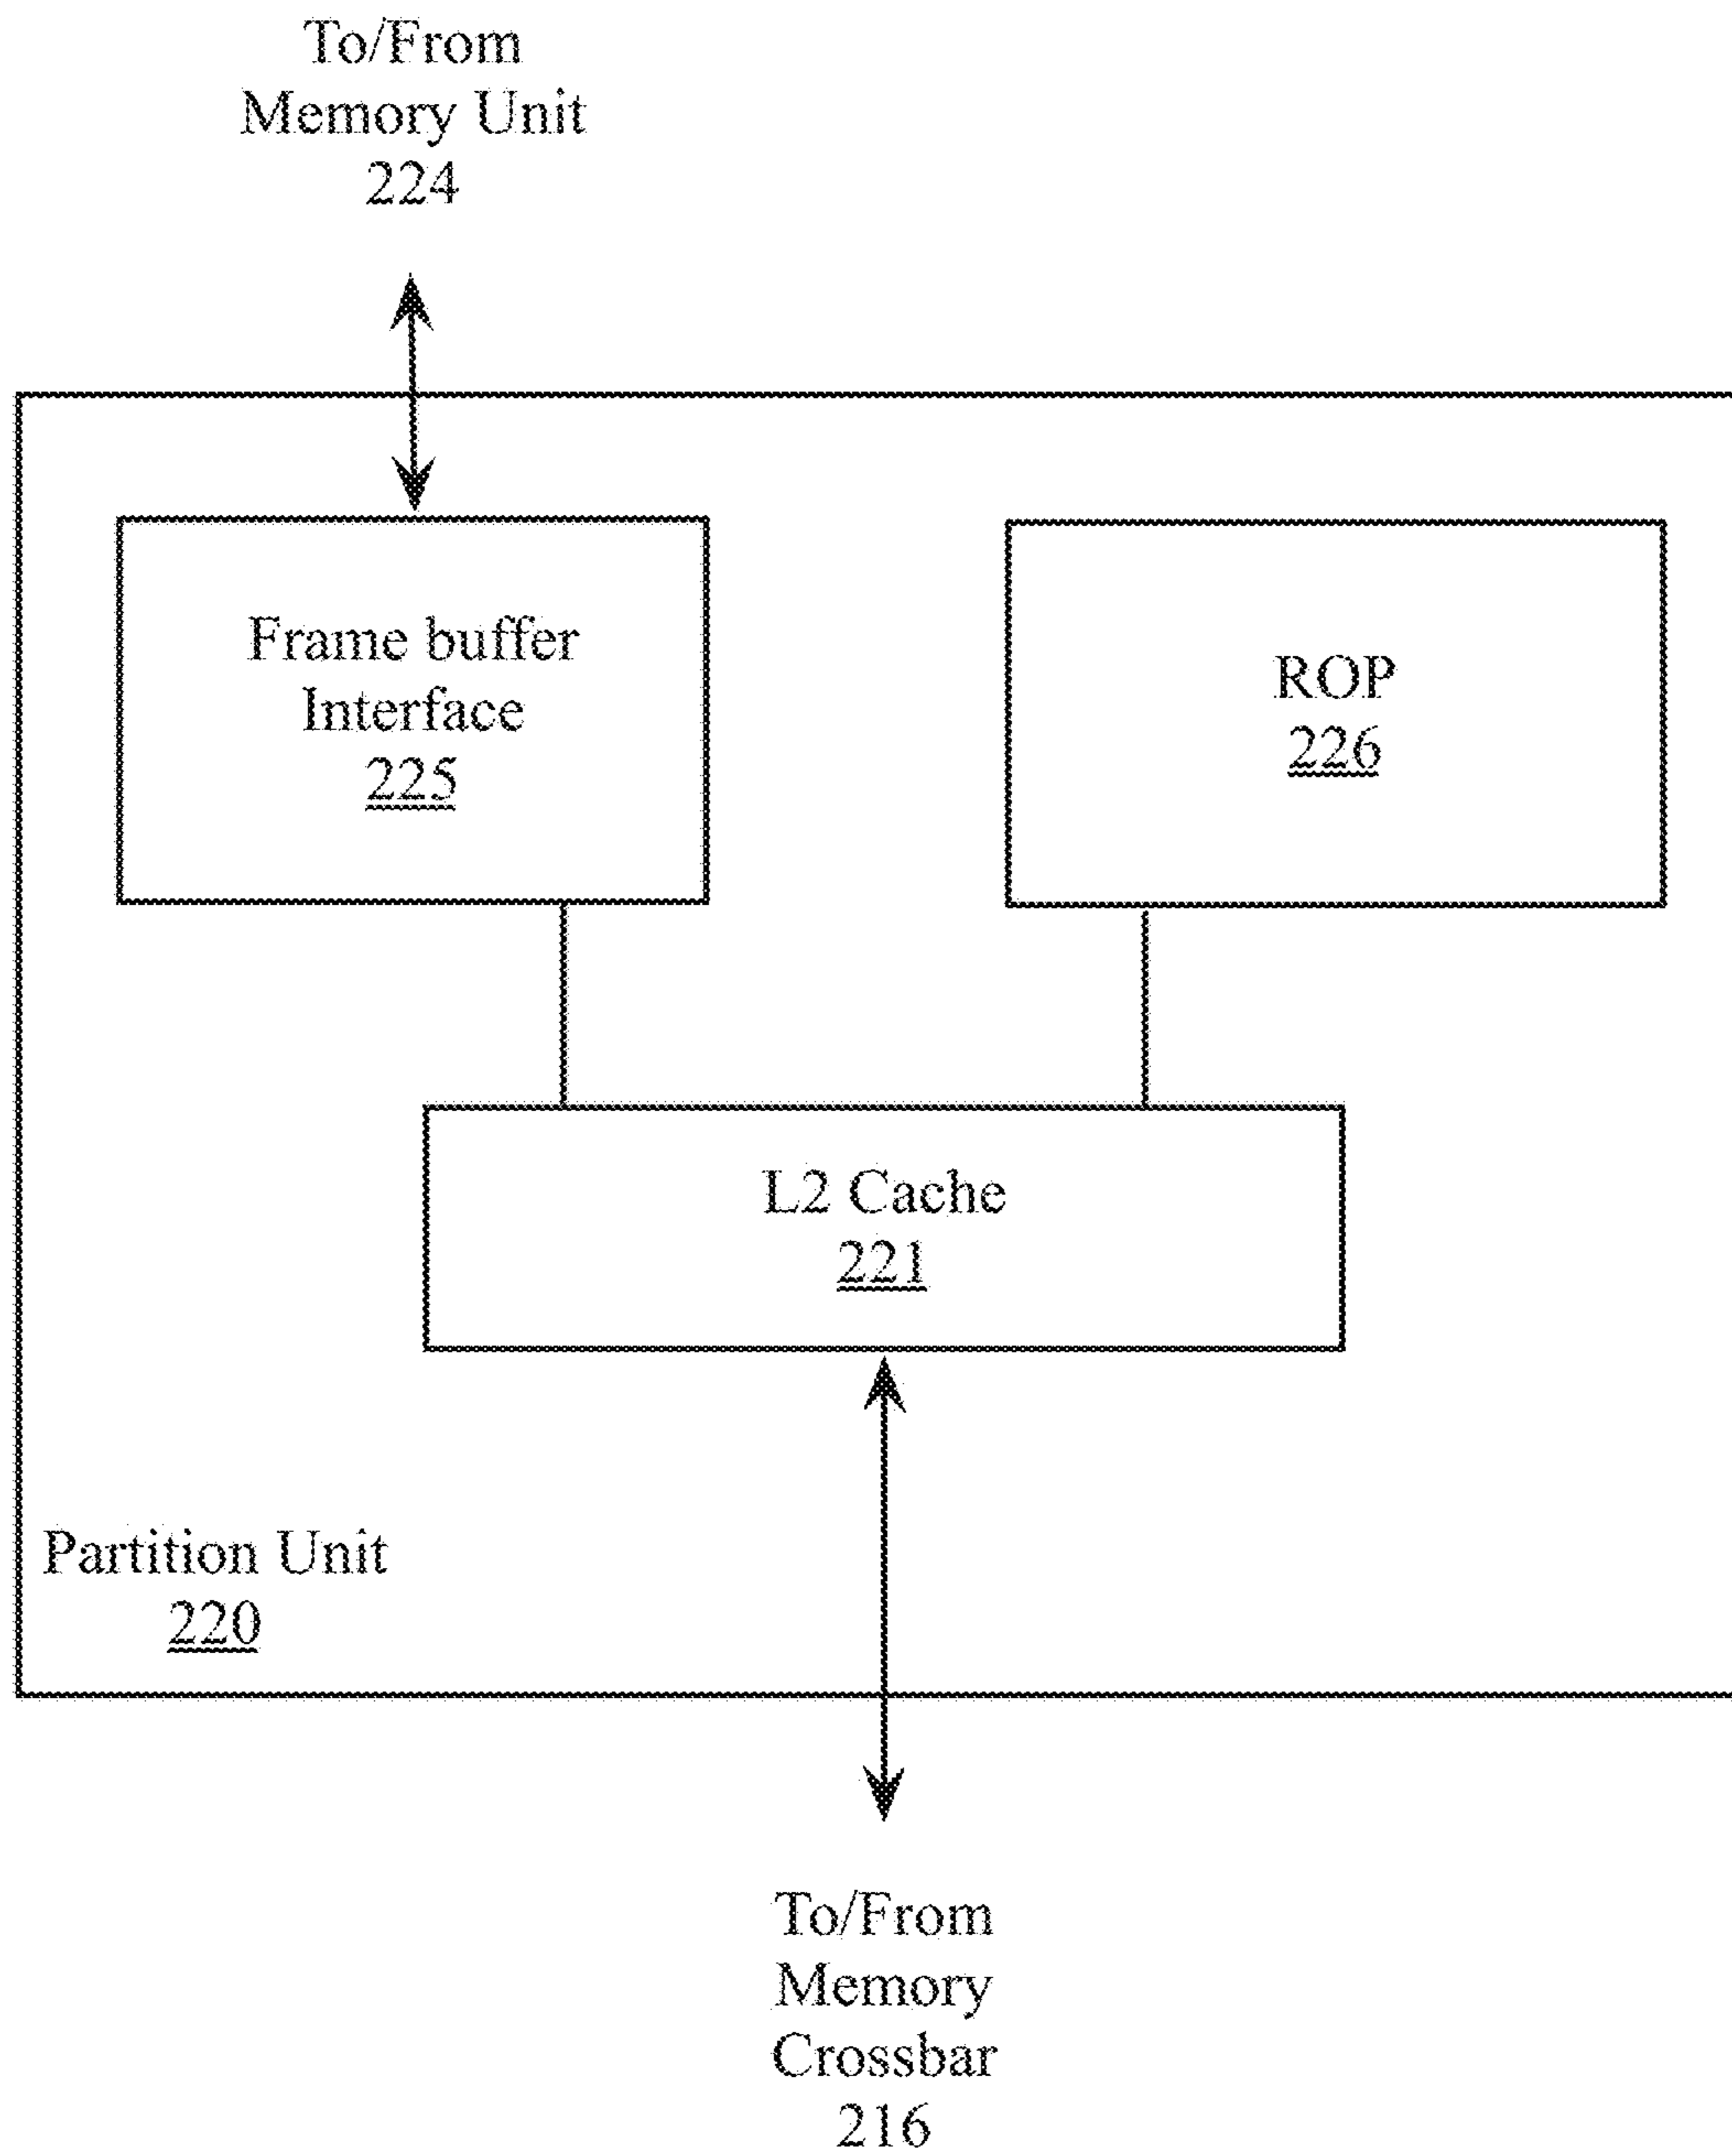 To/From
Memory Unit
224
Frame buffer
Interface
225
ROP
226
L2 Cache
221
Partition Unit
220
To/From
Memory
Crossbar
216